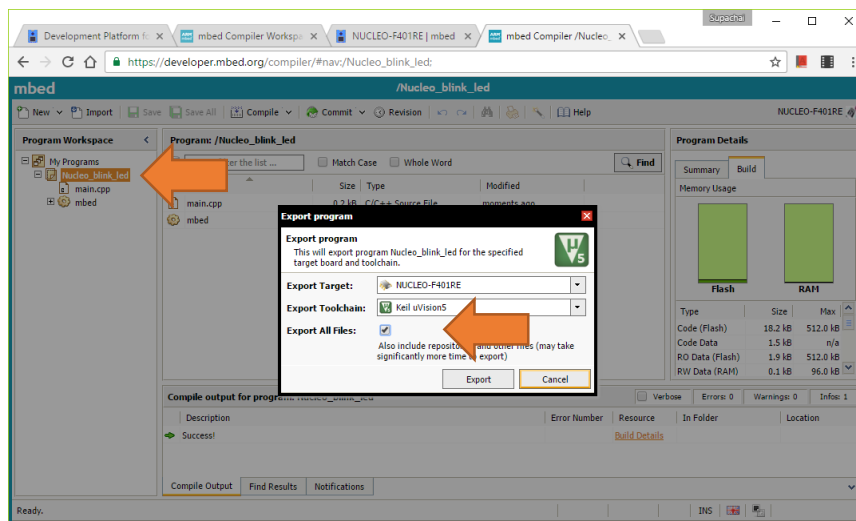 Supachai
Development Platform fo
mbed Compiler Workspa
NUCLEO-F401RE | mbed
mbed Compiler /Nucleo_
https://developer.mbed.org/compiler/#nav:/Nucleo_blink_led:
mbed
/Nucleo_blink_led
New Import Save Save All Compile Commit Revision Help NUCLEO-F401RE
Program Workspace
My Programs
Nucleo_blink_led
main.cpp
mbed
Program: /Nucleo_blink_led
er the list ... Match Case Whole Word Find
Size Type Modified
main.cpp 0.2 kB C/C++ Source File moments ago
mbed
Export program
Export program
This will export program Nucleo_blink_led for the specified
target board and toolchain.
µ
5
Export Target: NUCLEO-F401RE
Export Toolchain: Keil uVision5
Export All Files:
Also include and other files (may take
significantly more time export)
Export Cancel
Program Details
Summary Build
Memory Usage
Flash RAM
Type Size Max
Code (Flash) 18.2 kB 512.0 kB
Code Data 1.5 kB n/a
RO Data (Flash) 1.9 kB 512.0 kB
RW Data (RAM) 0.1 kB 96.0 kB
Compile output for program: Nucleo_blink_led
Verbose Errors: 0 Warnings: 0 Infos: 1
Description Error Number Resource In Folder Location
Success! Build Details
Compile Output Find Results Notifications
Ready. INS